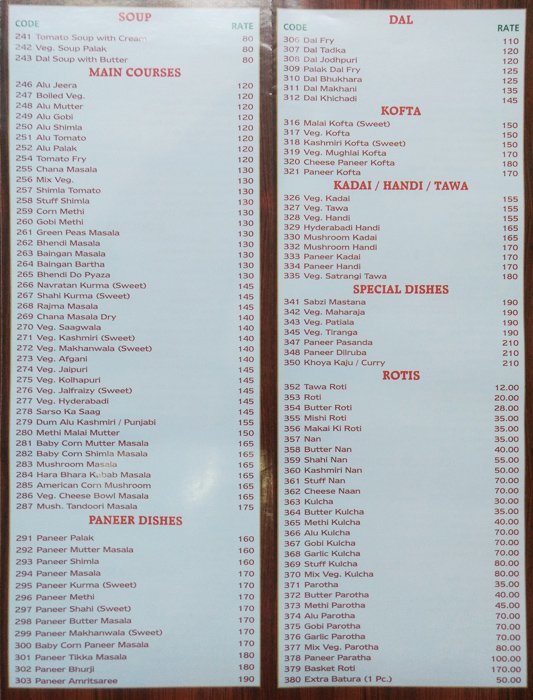 SOUP
CODE RATE
241 Tomato Soup with Cream 80
242 Veg. Soup Palak 80
243 Dal Soup with Butter 80
MAIN COURSES
246 Alu Jeera 120
247 Boiled Veg. 120
248 Alu Mutter 120
249 Alu Gobi 120
250 Alu Shimla 120
251 Alu Tomato 120
252 Alu Palak 120
254 Tomato Fry 120
255 Chana Masala 130
256 Mix Veg. 130
257 Shimla Tomato 130
258 Stuff Shimla 130
259 Corn Methi 130
260 Gobi Methi 130
261 Green Peas Masala 130
262 Bhendi Masala 130
263 Baingan Masala 130
264 Baingan Bartha 130
265 Bhendi Do Pyaza 130
266 Navratan Kurma (Sweet) 145
267 Shahi Kurma (Sweet) 145
268 Rajma Masala 145
269 Chana Masala Dry 140
270 Veg. Saagwala 145
271 Veg. Kashmiri (Sweet) 140
272 Veg. Makhanwala (Sweet) 140
273 Veg. Afgani 140
274 Veg. Jaipuri 145
275 Veg. Kolhapuri 145
276 Veg. Jalfraizy (Sweet) 145
277 Veg. Hyderabadi 145
278 Sarso Ka Saag 145
279 Dum Alu Kashmiri / Punjabi 155
280 Methi Malai Mutter 150
281 Baby Corn Mutter Masala 165
282 Baby Corn Shimla Masala 165
283 Mushroom Masala 165
284 Hara Bhara Kabab Masala 165
285 American Corn Mushroom 165
286 Veg. Cheese Bowl Masala 165
287 Mush. Tandoori Masala 175
PANEER DISHES
291 Paneer Palak 160
292 Paneer Mutter Masala 160
293 Paneer Shimla 160
294 Paneer Masala 170
295 Paneer Kurma (Sweet) 170
296 Paneer Methi 170
297 Paneer Shahi (Sweet) 170
298 Paneer Butter Masala 170
299 Paneer Makhanwala (Sweet) 170
300 Baby Corn Paneer Masala 170
301 Paneer Tikka Masala 180
302 Paneer Bhurji 180
303 Paneer Amritsaree 190
DAL
CODE RATE
306 Dal Fry 110
307 Dal Tadka 120
308 Dal Jodhpuri 120
309 Palak Dal Fry 125
310 Dal Bhukhara 125
311 Dal Makhani 135
312 Dal Khichadi 145
KOFTA
316 Malai Kofta (Sweet) 150
317 Veg. Kofta 150
318 Kashmiri Kofta (Sweet) 150
319 Veg. Mughlai Kofta 170
320 Cheese Paneer Kofta 180
321 Paneer Kofta 170
KADAI / HANDI / TAWA
326 Veg. Kadai 155
327 Veg. Tawa 155
328 Veg. Handi 155
329 Hyderabad Handi 165
330 Mushroom Kadai 165
332 Mushroom Handi 170
333 Paneer Kadai 170
334 Paneer Handi 170
335 Veg. Satrangi Tawa 180
SPECIAL DISHES
341 Sabzi Mastana 190
342 Veg. Maharaja 190
343 Veg. Patiala 190
345 Veg. Tiranga 190
347 Paneer Pasanda 210
348 Paneer Dilruba 210
350 Khoya Kaju / Curry 210
ROTIS
352 Tawa Roti 12.00
353 Roti 20.00
354 Butter Roti 28.00
355 Mishi Roti 35.00
356 Makai Ki Roti 35.00
357 Nan 35.00
358 Butter Nan 40.00
359 Shahi Nan 55.00
360 Kashmiri Nan 50.00
361 Stuff Nan 70.00
362 Cheese Naan 70.00
363 Kulcha 30.00
364 Butter Kulcha 35.00
365 Methi Kulcha 40.00
366 Alu Kulcha 70.00
367 Gobi Kulcha 70.00
368 Garlic Kulcha 70.00
369 Stuff Kulcha 80.00
370 Mix Veg. Kulcha 80.00
371 Parotha 35.00
372 Butter Parotha 40.00
373 Methi Parotha 45.00
374 Alu Parotha 70.00
375 Gobi Parotha 70.00
376 Garlic Parotha 70.00
377 Mix Veg. Parotha 80.00
378 Paneer Paratha 100.00
379 Basket Roti 170.00
380 Extra Batura (1 Pc.) 50.00